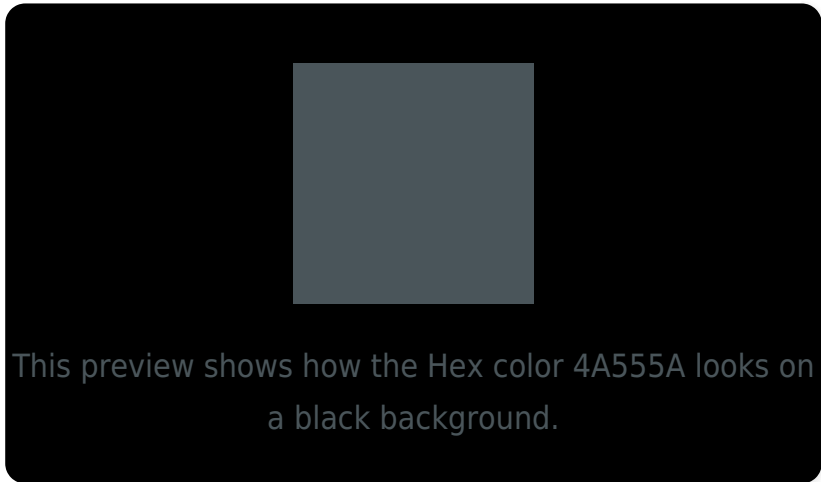 This preview shows how the Hex color 4A555A looks on
a black background.